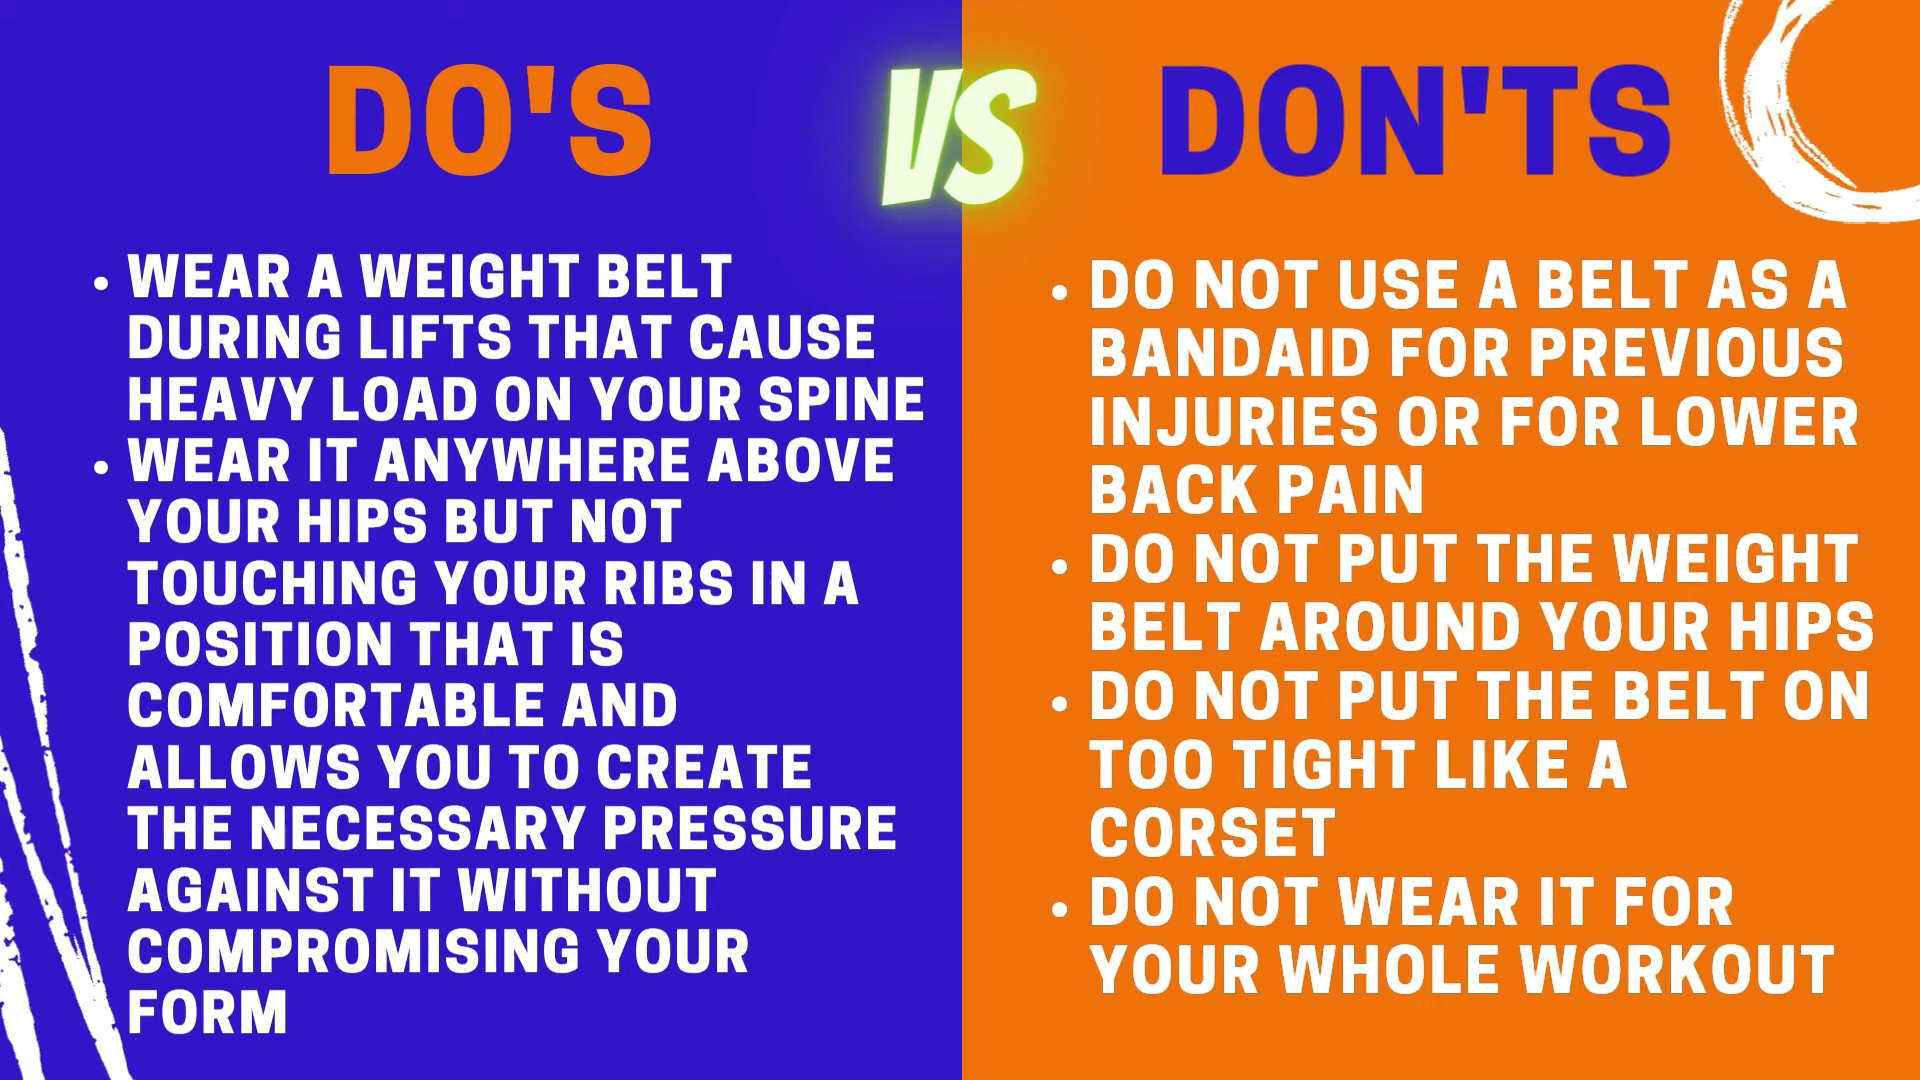 DO'S
VS
DON'TS
• WEAR A WEIGHT BELT
DURING LIFTS THAT CAUSE
HEAVY LOAD ON YOUR SPINE
• WEAR IT ANYWHERE ABOVE
YOUR HIPS BUT NOT
TOUCHING YOUR RIBS IN A
POSITION THAT IS
COMFORTABLE AND
ALLOWS YOU TO CREATE
THE NECESSARY PRESSURE
AGAINST IT WITHOUT
COMPROMISING YOUR
FORM
• DO NOT USE A BELT AS A
BANDAID FOR PREVIOUS
INJURIES OR FOR LOWER
BACK PAIN
• DO NOT PUT THE WEIGHT
BELT AROUND YOUR HIPS
• DO NOT PUT THE BELT ON
TOO TIGHT LIKE A
CORSET
• DO NOT WEAR IT FOR
YOUR WHOLE WORKOUT